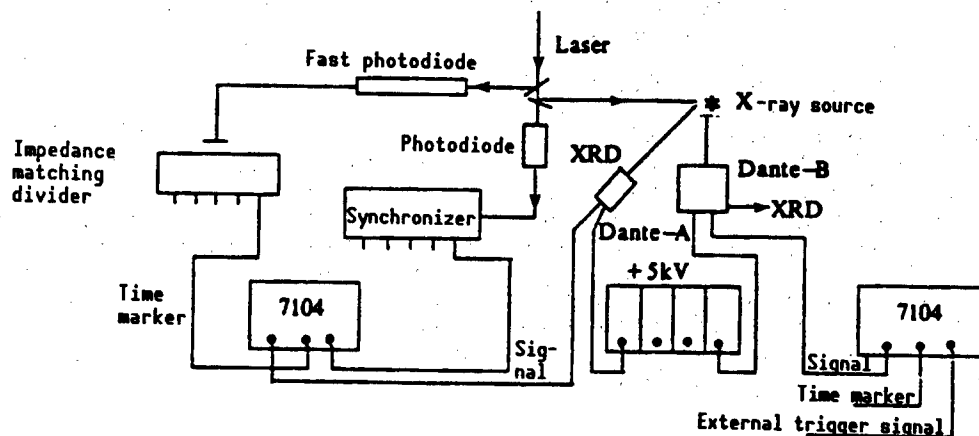 Laser
Fast photodiode
X-ray source
Photodiode
Impedance
matching
divider
XRD
Dante-B
XRD
Synchronizer
Dante-A
+5kV
Time
marker
7104
7104
Sig-
nal
Signal
Time marker
External trigger signal